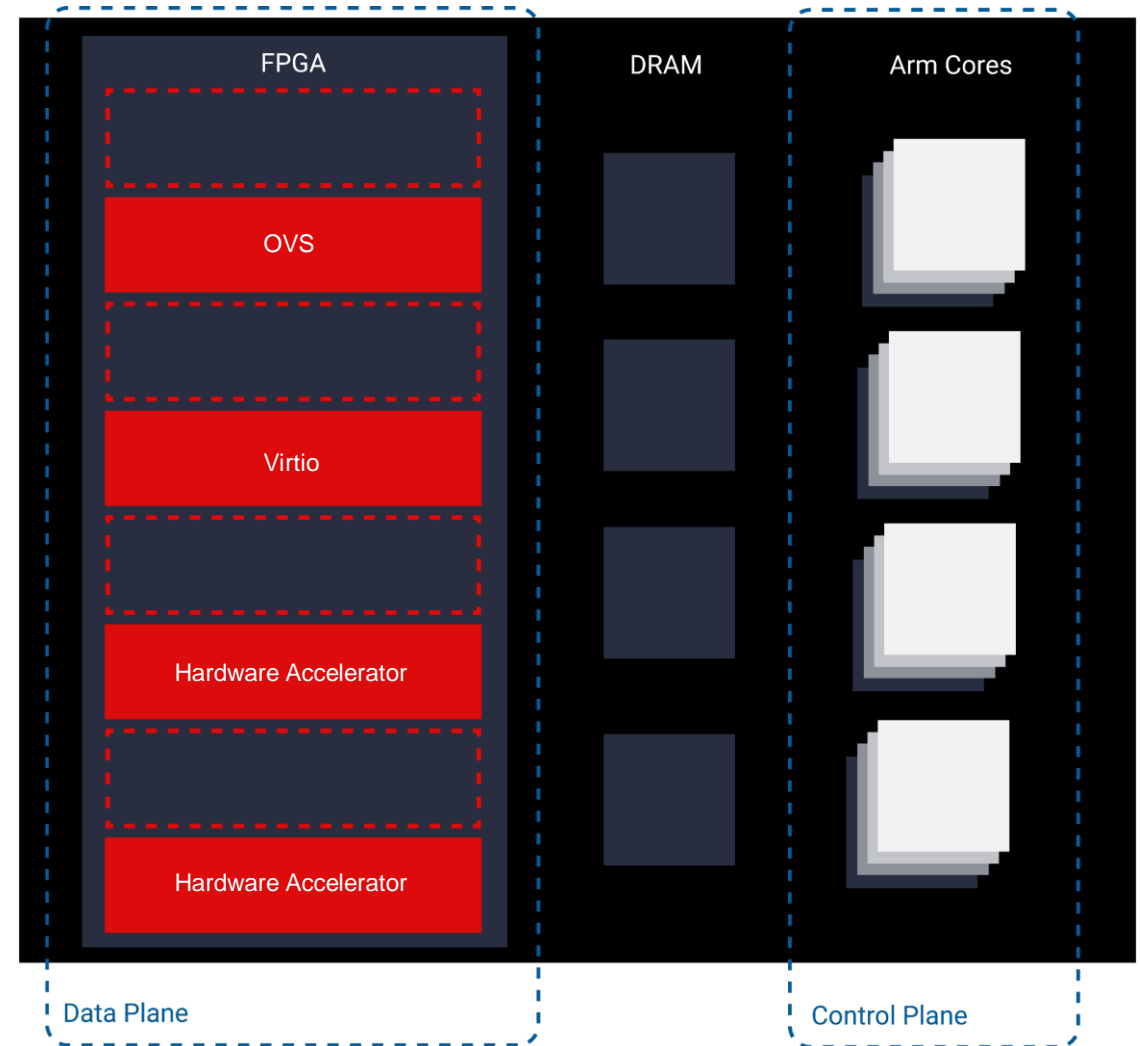 FPGA
DRAM
Arm Cores
OVS
Virtio
Hardware Accelerator
Hardware Accelerator
Data Plane
Control Plane